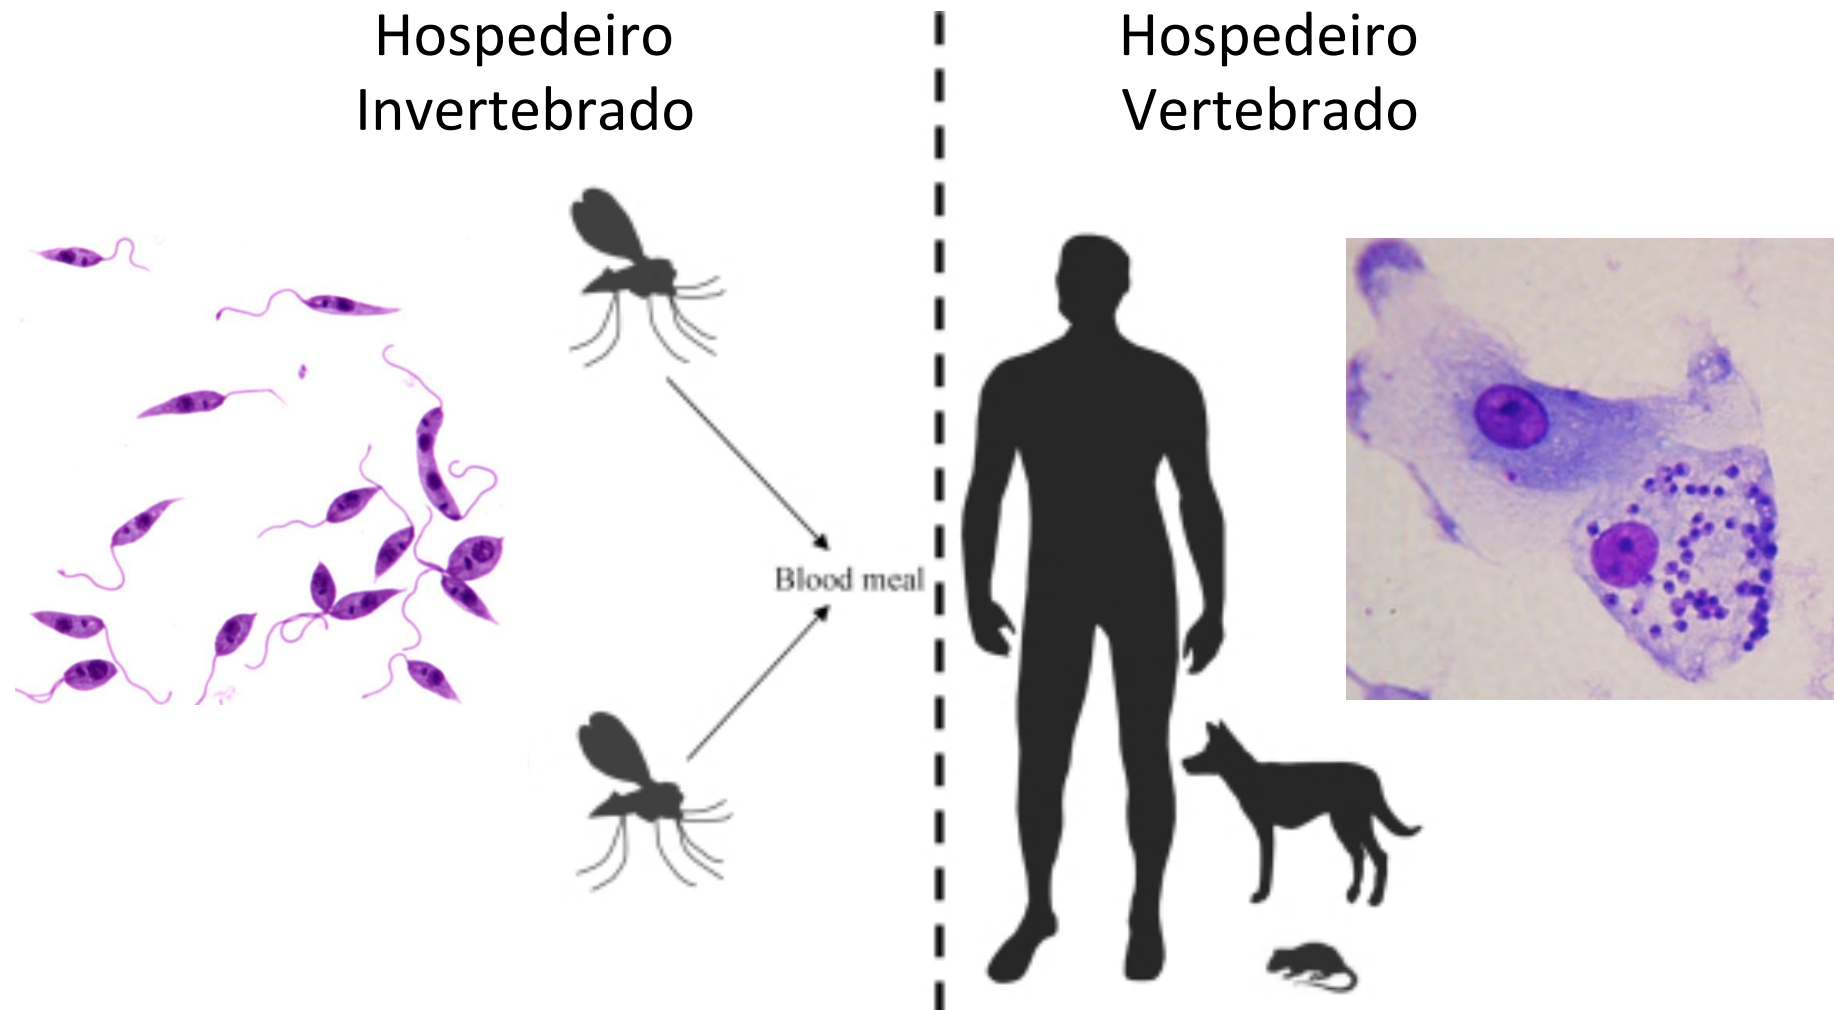 Hospedeiro
Invertebrado
Hospedeiro
Vertebrado
Blood meal